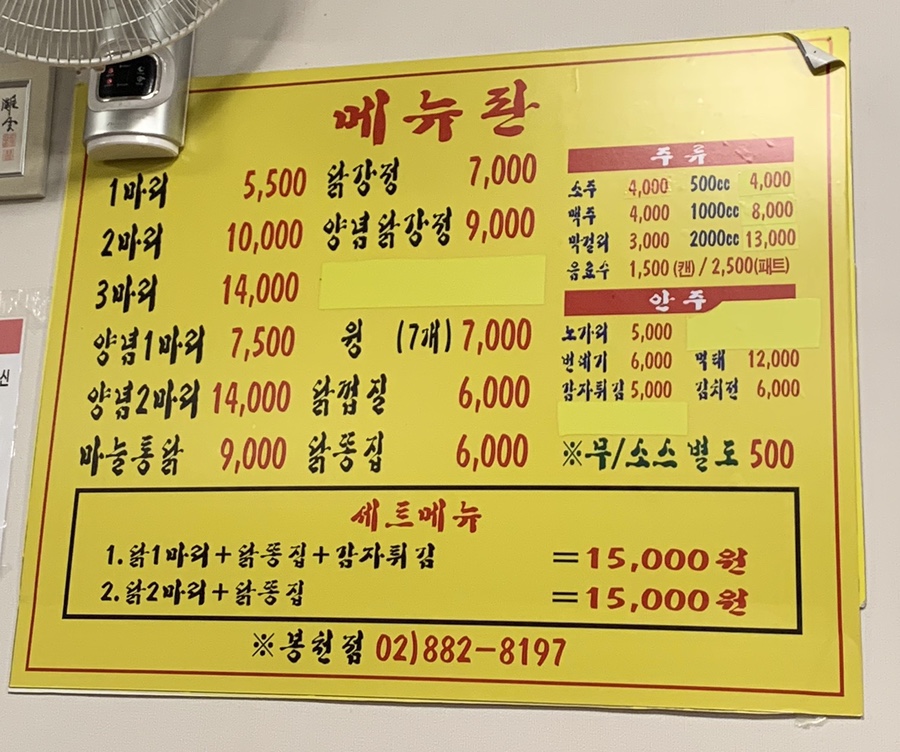 메뉴판
1마리 5,500
2마리 10,000
3마리 14,000
양념1마리 7,500
양념2마리 14,000
마늘통닭 9,000
닭강정 7,000
양념닭강정 9,000
윙 (7개) 7,000
닭껍질 6,000
닭똥집 6,000
주류
소주 4,000 500cc 4,000
맥주 4,000 1000cc 8,000
막걸리 3,000 2000cc 13,000
음료수 1,500 (캔) / 2,500(패트)
안주
노가리 5,000
번데기 6,000 먹태 12,000
감자튀김 5,000 김치전 6,000
※무/소스 별도 500
세트메뉴
1.닭1마리+닭똥집+감자튀김 =15,000원
2.닭2마리+닭똥집 =15,000원
※봉천점 02)882-8197
신